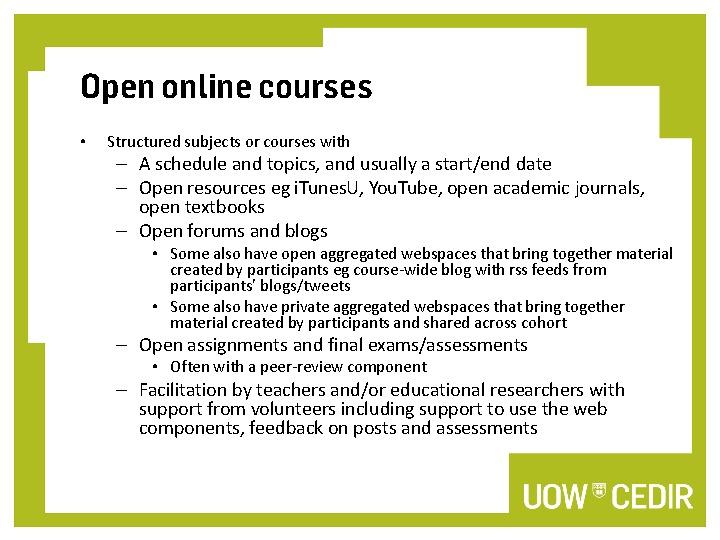 Open online courses
• Structured subjects or courses with
– A schedule and topics, and usually a start/end date
– Open resources eg iTunesU, YouTube, open academic journals,
open textbooks
– Open forums and blogs
• Some also have open aggregated webspaces that bring together material
created by participants eg course-wide blog with rss feeds from
participants' blogs/tweets
• Some also have private aggregated webspaces that bring together
material created by participants and shared across cohort
– Open assignments and final exams/assessments
• Often with a peer-review component
– Facilitation by teachers and/or educational researchers with
support from volunteers including support to use the web
components, feedback on posts and assessments
UOW CEDIR